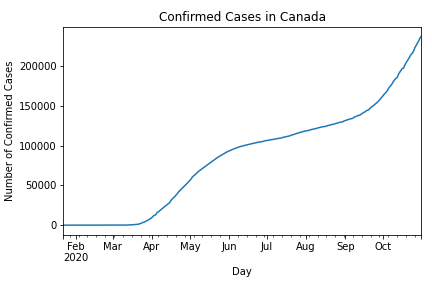 Confirmed Cases in Canada
Number of Confirmed Cases
200000
150000
100000
50000
0
Feb Mar Apr May Jun Jul Aug Sep Oct
2020
Day